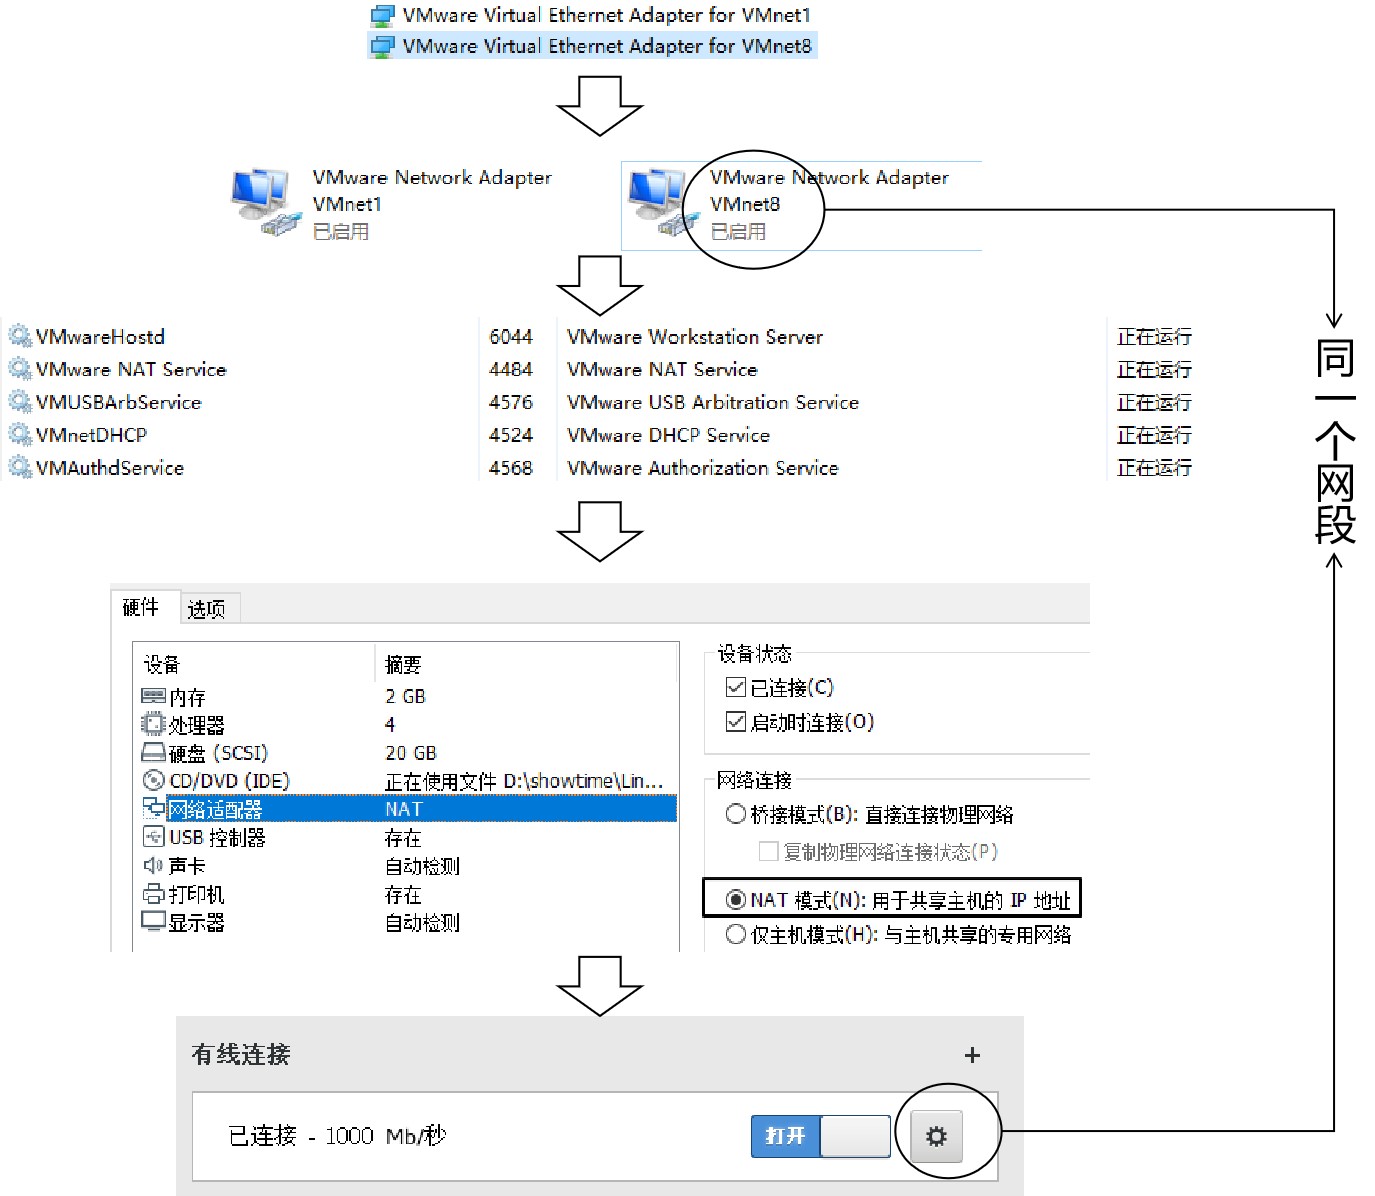 VMware Virtual Ethernet Adapter for VMnet1
VMware Virtual Ethernet Adapter for VMnet8
VMware Network Adapter
VMnet1
已启用
VMware Network Adapter
VMnet8
已启用
VMwareHostd 6044 VMware Workstation Server 正在运行
VMware NAT Service 4484 VMware NAT Service 正在运行
VMUSBArbService 4576 VMware USB Arbitration Service 正在运行
VMnetDHCP 4524 VMware DHCP Service 正在运行
VMAuthdService 4568 VMware Authorization Service 正在运行
同一个网段
硬件 选项
设备 摘要
内存 2 GB
处理器 4
硬盘 (SCSI) 20 GB
CD/DVD (IDE) 正在使用文件 D:\showtime\Lin...
网络适配器 NAT
USB 控制器 存在
声卡 自动检测
打印机 存在
显示器 自动检测
设备状态
已连接(C)
启动时连接(O)
网络连接
桥接模式(B): 直接连接物理网络
复制物理网络连接状态(P)
NAT 模式(N): 用于共享主机的 IP 地址
仅主机模式(H): 与主机共享的专用网络
有线连接 +
已连接 - 1000 Mb/秒 打开